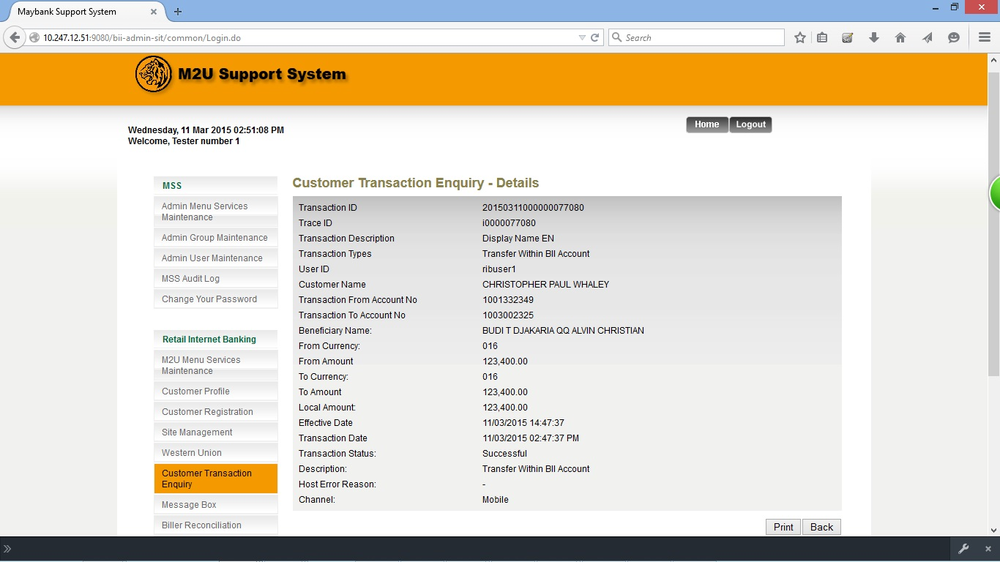 Maybank Support System
10.247.12.51:9080/bii-admin-sit/common/Login.do
Search
M2U Support System
Wednesday, 11 Mar 2015 02:51:08 PM
Welcome, Tester number 1
Home
Logout
MSS
Admin Menu Services
Maintenance
Admin Group Maintenance
Admin User Maintenance
MSS Audit Log
Change Your Password
Retail Internet Banking
M2U Menu Services
Maintenance
Customer Profile
Customer Registration
Site Management
Western Union
Customer Transaction
Enquiry
Message Box
Biller Reconciliation
Customer Transaction Enquiry - Details
Transaction ID 20150311000000077080
Trace ID i0000077080
Transaction Description Display Name EN
Transaction Types Transfer Within BII Account
User ID ribuser1
Customer Name CHRISTOPHER PAUL WHALEY
Transaction From Account No 1001332349
Transaction To Account No 1003002325
Beneficiary Name: BUDI T DJAKARIA QQ ALVIN CHRISTIAN
From Currency: 016
From Amount 123,400.00
To Currency: 016
To Amount 123,400.00
Local Amount: 123,400.00
Effective Date 11/03/2015 14:47:37
Transaction Date 11/03/2015 02:47:37 PM
Transaction Status: Successful
Description: Transfer Within BII Account
Host Error Reason: -
Channel: Mobile
Print
Back